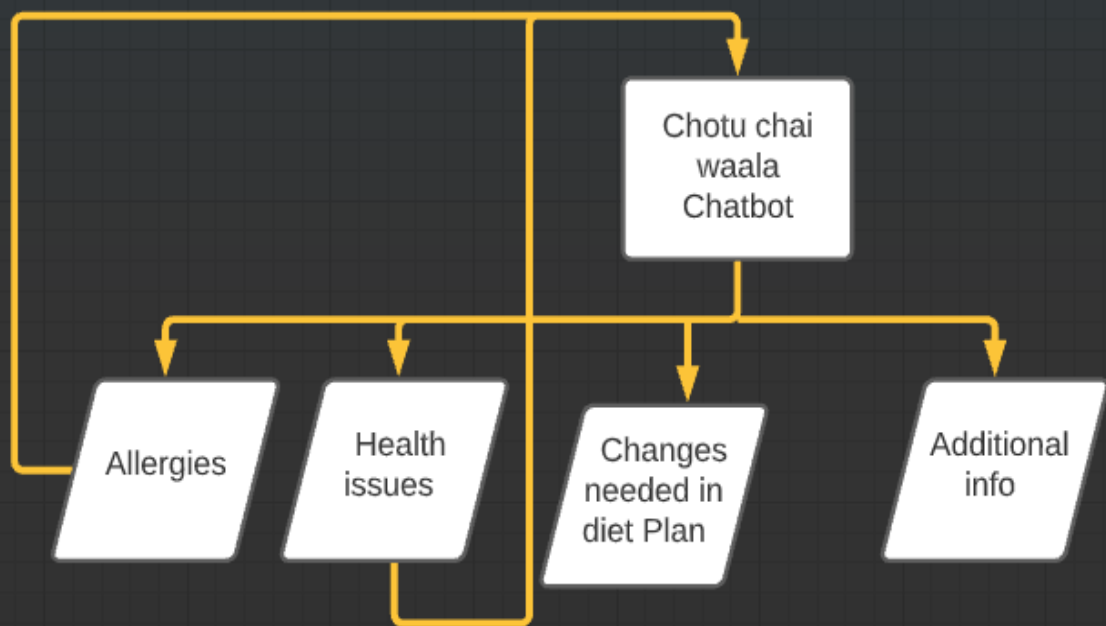 Chotu chai
waala
Chatbot
Allergies
Health
issues
Changes
needed in
diet Plan
Additional
info